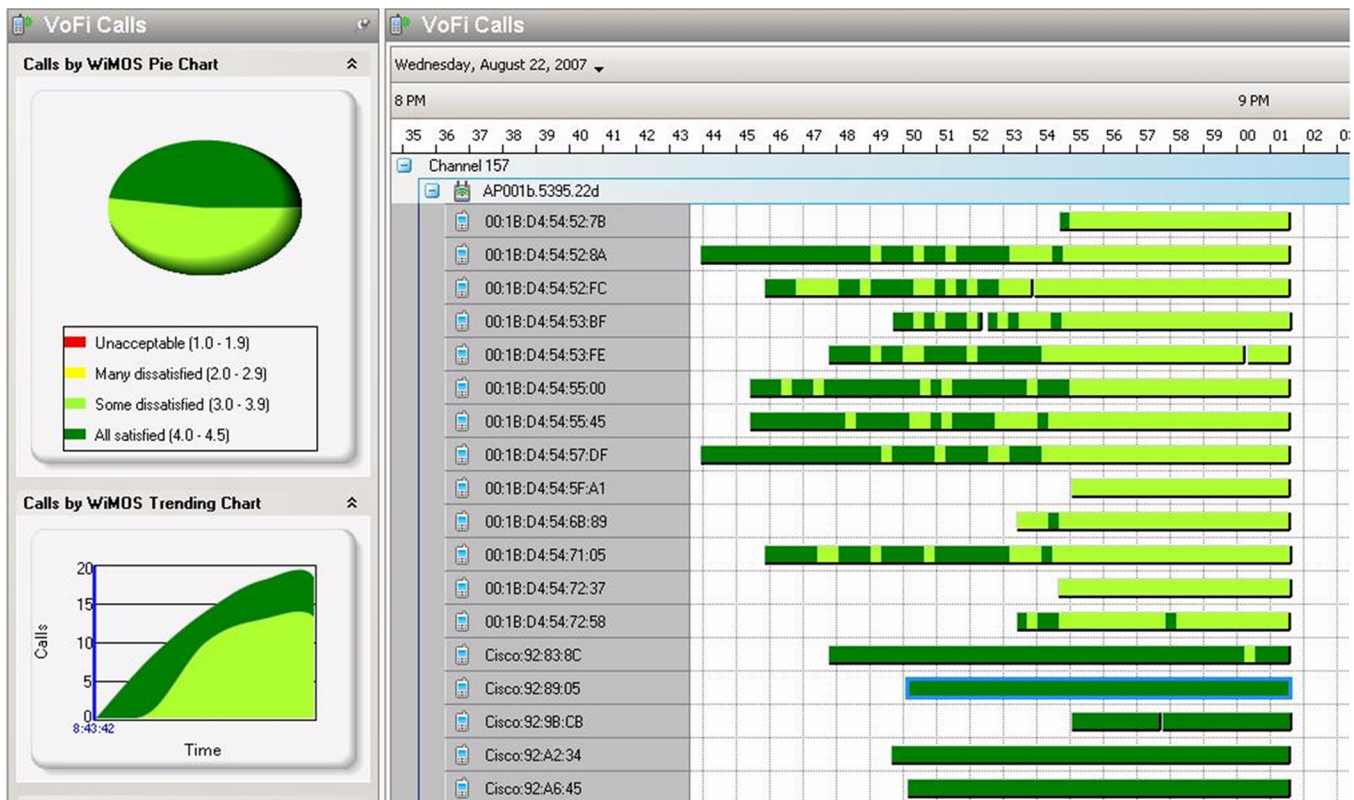 VoFi Calls
Calls by WiMOS Pie Chart
Unacceptable (1.0 - 1.9)
Many dissatisfied (2.0 - 2.9)
Some dissatisfied (3.0 - 3.9)
All satisfied (4.0 - 4.5)
Calls by WiMOS Trending Chart
20
15
10
5
0
Calls
8:43:42
Time
VoFi Calls
Wednesday, August 22, 2007
8 PM 9 PM
35 36 37 38 39 40 41 42 43 44 45 46 47 48 49 50 51 52 53 54 55 56 57 58 59 00 01 02
Channel 157
AP001b.5395.22d
00:1B:D4:54:52:7B
00:1B:D4:54:52:8A
00:1B:D4:54:52:FC
00:1B:D4:54:53:BF
00:1B:D4:54:53:FE
00:1B:D4:54:55:00
00:1B:D4:54:55:45
00:1B:D4:54:57:DF
00:1B:D4:54:5F:A1
00:1B:D4:54:6B:89
00:1B:D4:54:71:05
00:1B:D4:54:72:37
00:1B:D4:54:72:58
Cisco:92:83:8C
Cisco:92:89:05
Cisco:92:9B:CB
Cisco:92:A2:34
Cisco:92:A6:45